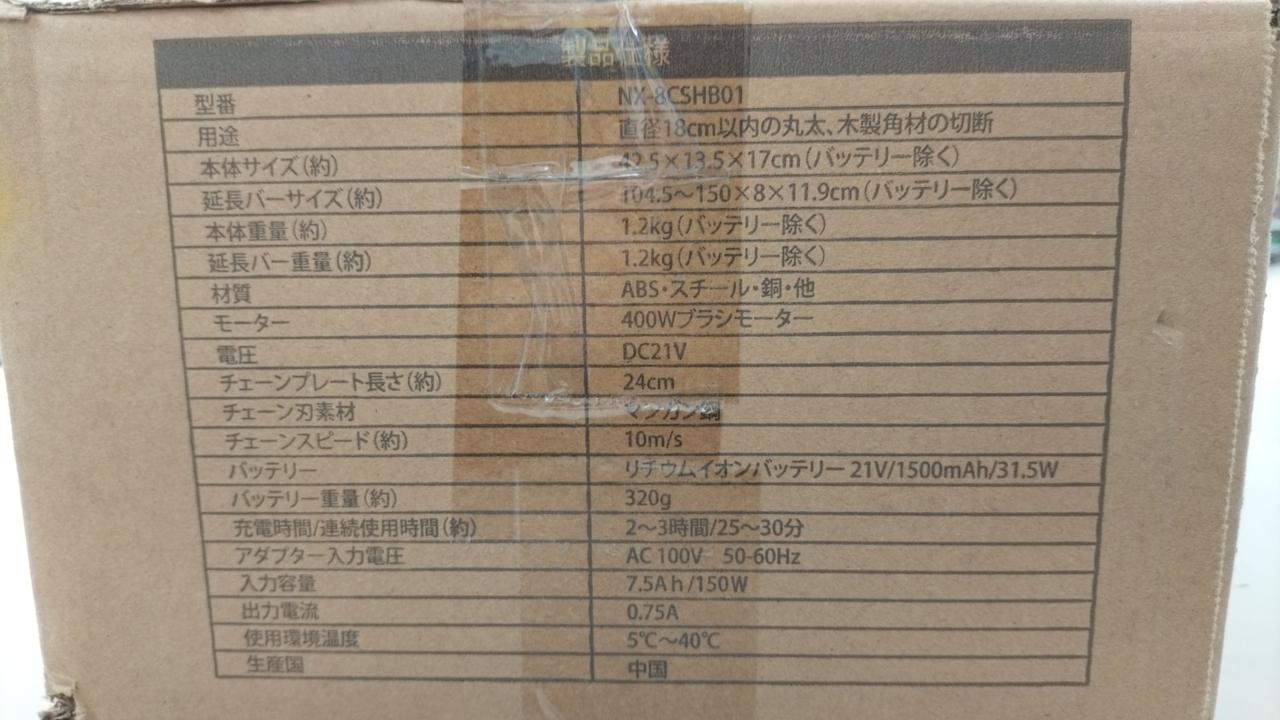 製品仕様
型番 NX-8CSHB01
用途 直径18cm以内の丸太、木製角材の切断
本体サイズ(約) 42.5×13.5×17cm(バッテリー除く)
延長バーサイズ(約) 104.5〜150×8×11.9cm(バッテリー除く)
本体重量(約) 1.2kg(バッテリー除く)
延長バー重量(約) 1.2kg(バッテリー除く)
材質 ABS・スチール・銅・他
モーター 400Wブラシモーター
電圧 DC21V
チェーンプレート長さ(約) 24cm
チェーン刃素材 マンガン鋼
チェーンスピード(約) 10m/s
バッテリー リチウムイオンバッテリー 21V/1500mAh/31.5W
バッテリー重量(約) 320g
充電時間/連続使用時間(約) 2〜3時間/25〜30分
アダプター入力電圧 AC 100V 50-60Hz
入力容量 7.5Ah/150W
出力電流 0.75A
使用環境温度 5℃〜40℃
生産国 中国